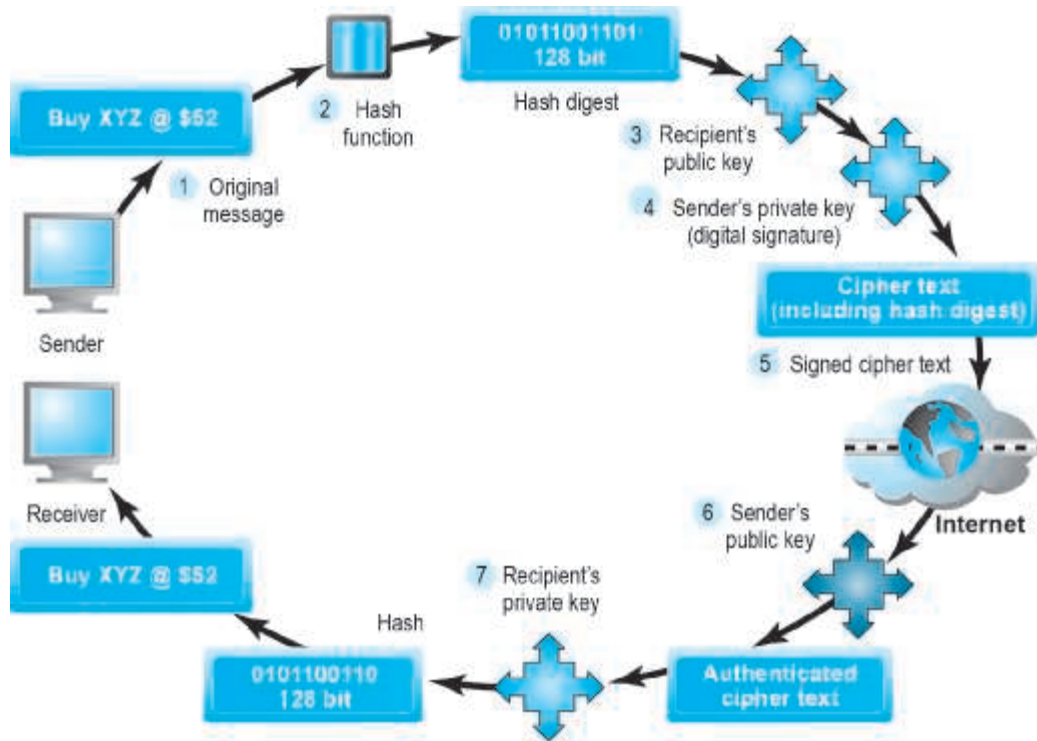 Buy XYZ @ $52
1 Original
message
Sender
2 Hash
function
01011001101
128 bit
Hash digest
3 Recipient's
public key
4 Sender's private key
(digital signature)
Cipher text
(including hash digest)
5 Signed cipher text
Internet
6 Sender's
public key
Authenticated
cipher text
7 Recipient's
private key
Hash
0101100110
128 bit
Buy XYZ @ $52
Receiver